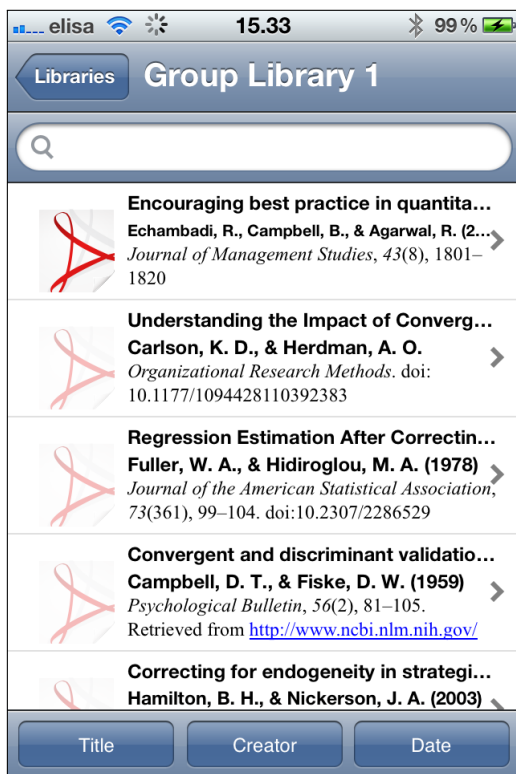 elisa 15.33 99%
Libraries Group Library 1
Encouraging best practice in quantita...
Echambadi, R., Campbell, B., & Agarwal, R. (2...
Journal of Management Studies, 43(8), 1801–
1820
Understanding the Impact of Converg...
Carlson, K. D., & Herdman, A. O.
Organizational Research Methods. doi:
10.1177/1094428110392383
Regression Estimation After Correctin...
Fuller, W. A., & Hidiroglou, M. A. (1978)
Journal of the American Statistical Association,
73(361), 99–104. doi:10.2307/2286529
Convergent and discriminant validatio...
Campbell, D. T., & Fiske, D. W. (1959)
Psychological Bulletin, 56(2), 81–105.
Retrieved from http://www.ncbi.nlm.nih.gov/
Correcting for endogeneity in strategi...
Hamilton, B. H., & Nickerson, J. A. (2003)
Title Creator Date